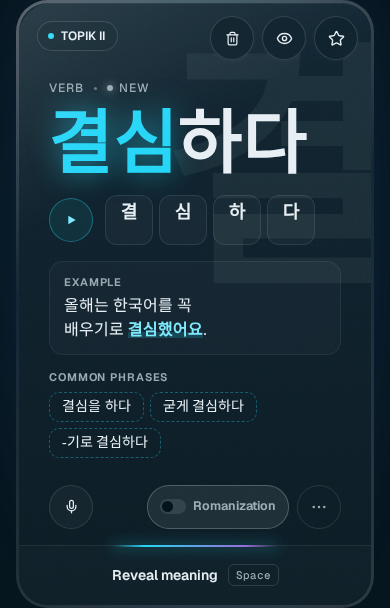 TOPIK II
VERB • NEW
결심하다
결 심 하 다
EXAMPLE
올해는 한국어를 꼭
배우기로 결심했어요.
COMMON PHRASES
결심을 하다 굳게 결심하다
-기로 결심하다
Romanization
Reveal meaning Space